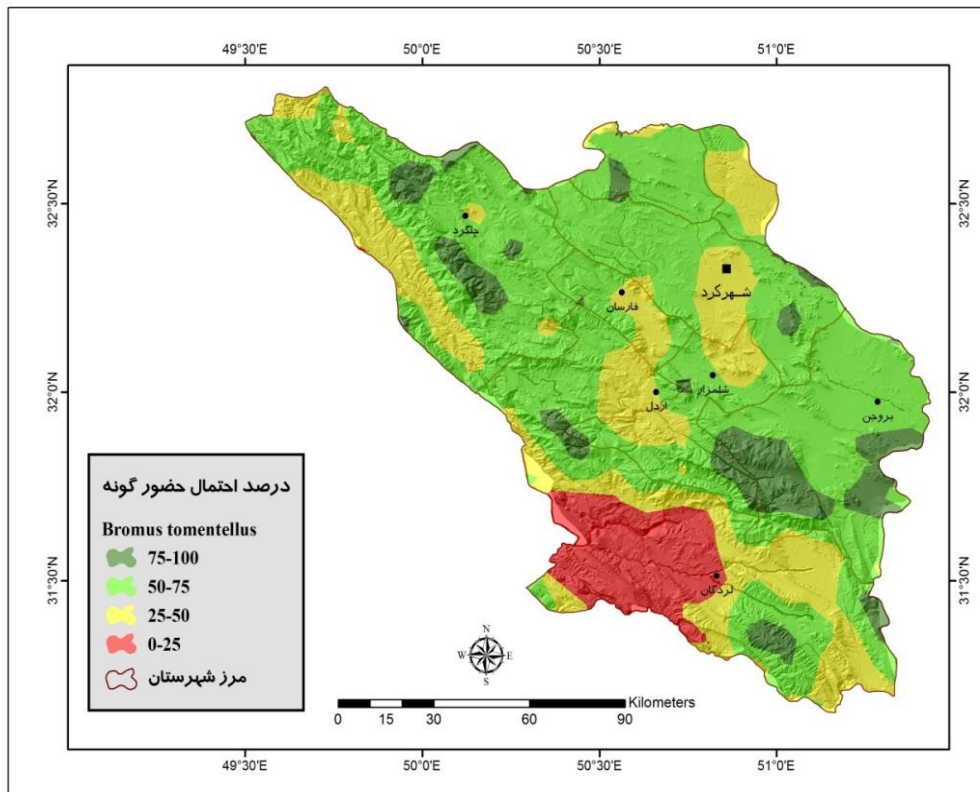 49°30'E
50°0'E
50°30'E
51°0'E
32°30'N
32°30'N
چلگرد
شهرکرد
فارسان
32°0'N
32°0'N
شلمزار
اردل
بروجن
درصد احتمال حضور گونه
Bromus tomentellus
75-100
50-75
25-50
0-25
مرز شهرستان
31°30'N
31°30'N
لردگان
N
W
E
S
Kilometers
0 15 30 60 90
49°30'E
50°0'E
50°30'E
51°0'E